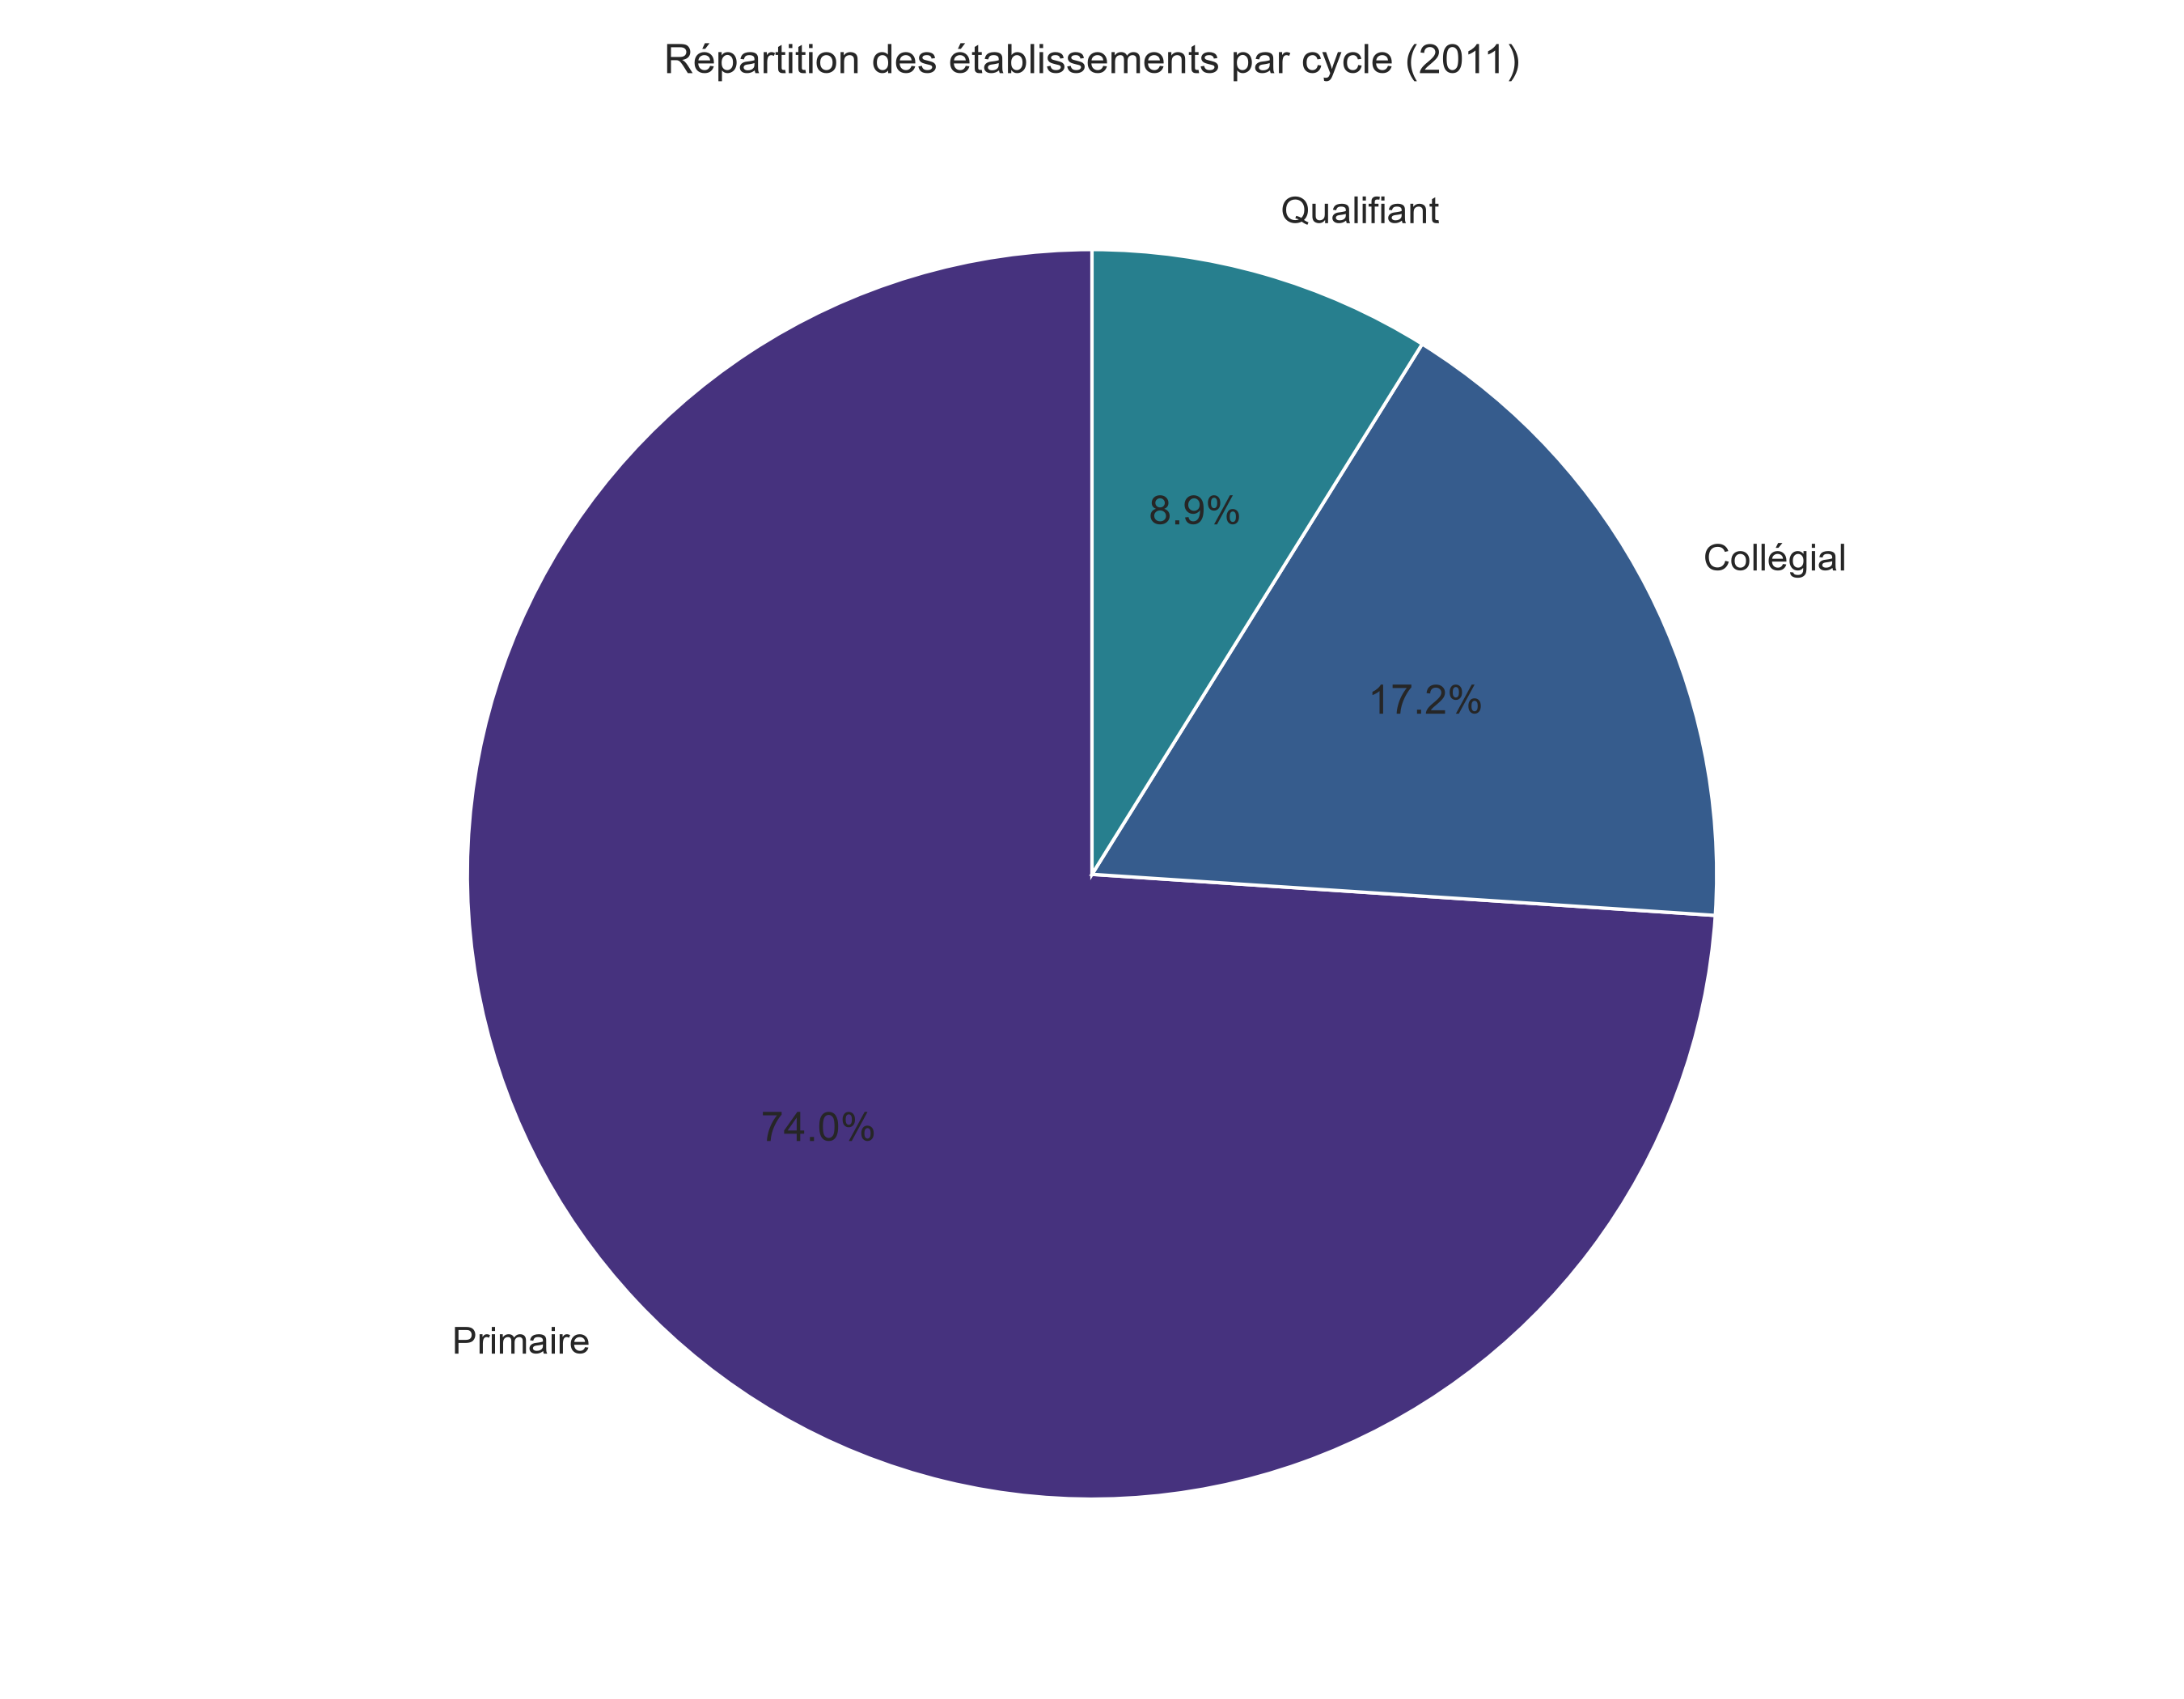 Répartition des établissements par cycle (2011)
Qualifiant
8.9%
Collégial
17.2%
74.0%
Primaire